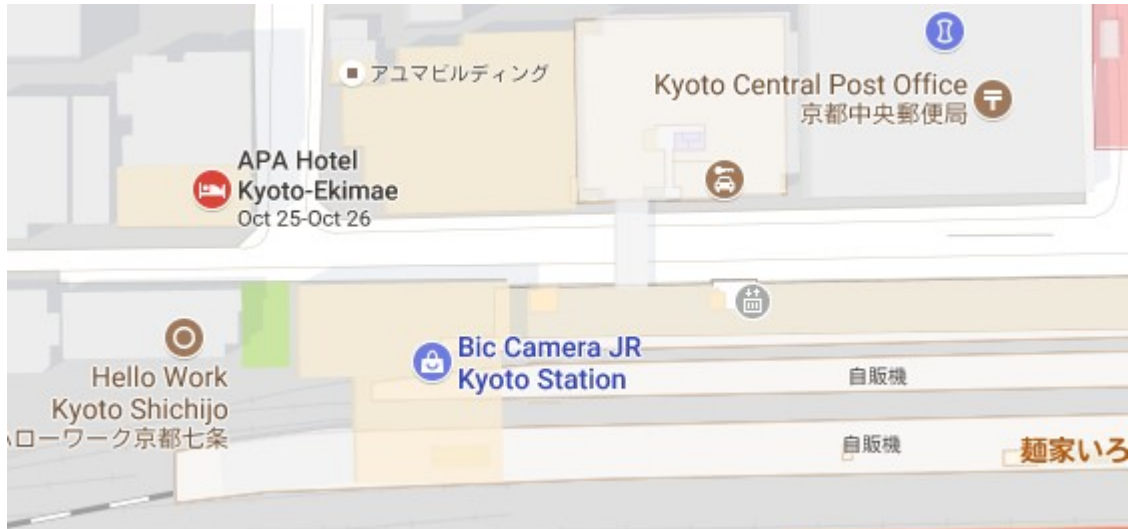 アユマビルディング
Kyoto Central Post Office
京都中央郵便局
APA Hotel
Kyoto-Ekimae
Oct 25-Oct 26
Bic Camera JR
Kyoto Station
Hello Work
Kyoto Shichijo
ハローワーク京都七条
自販機
自販機
麺家いろ